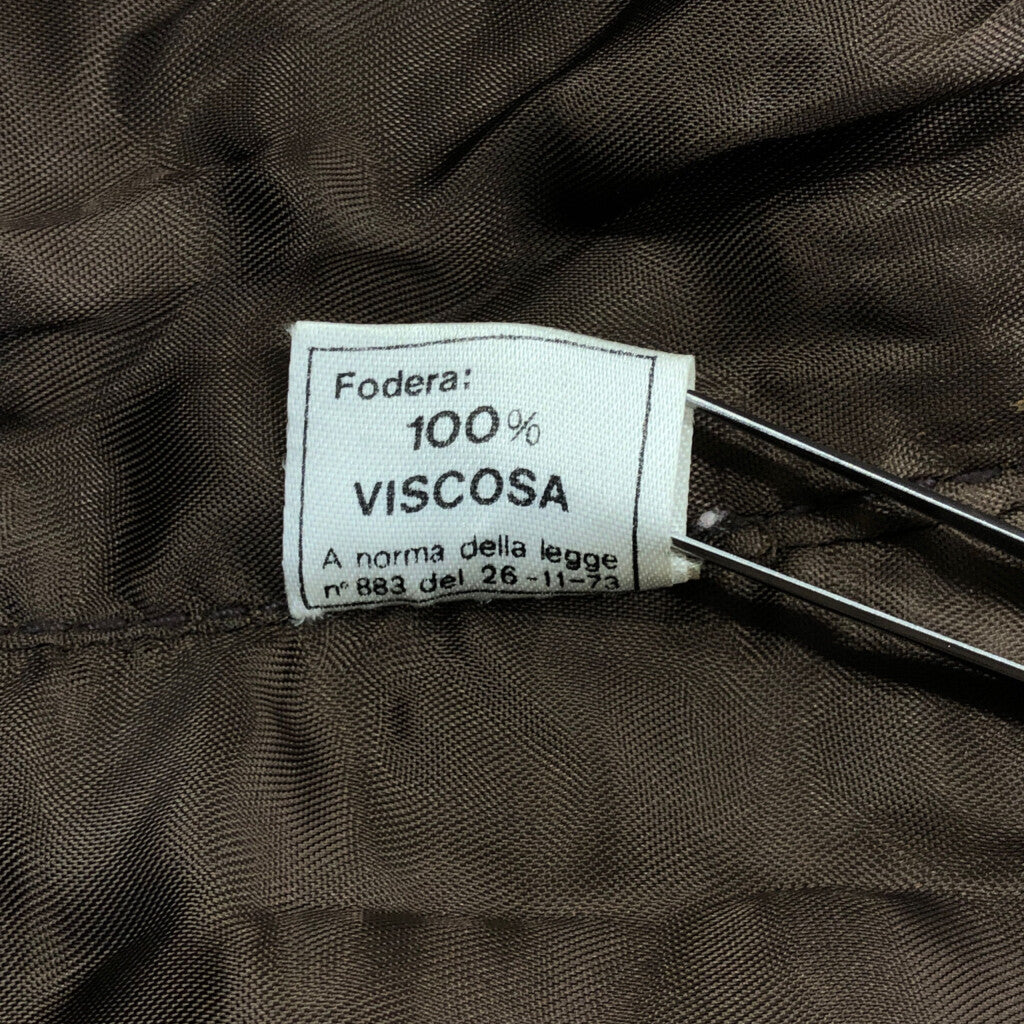 Fodera:
100%
VISCOSA
A norma della legge
n° 883 del 26-11-73